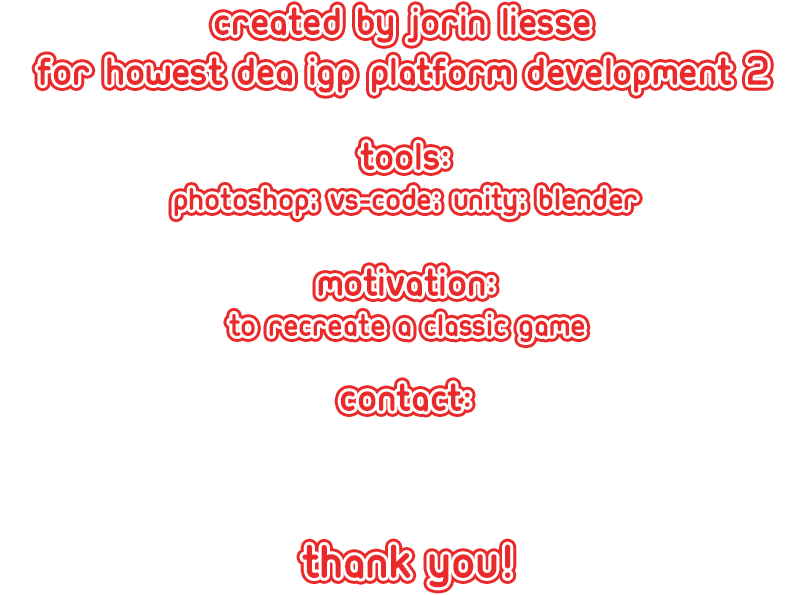 created by jorin liesse
for howest dea igp platform development 2
tools:
photoshop; vs-code; unity; blender
motivation:
to recreate a classic game
contact:
thank you!